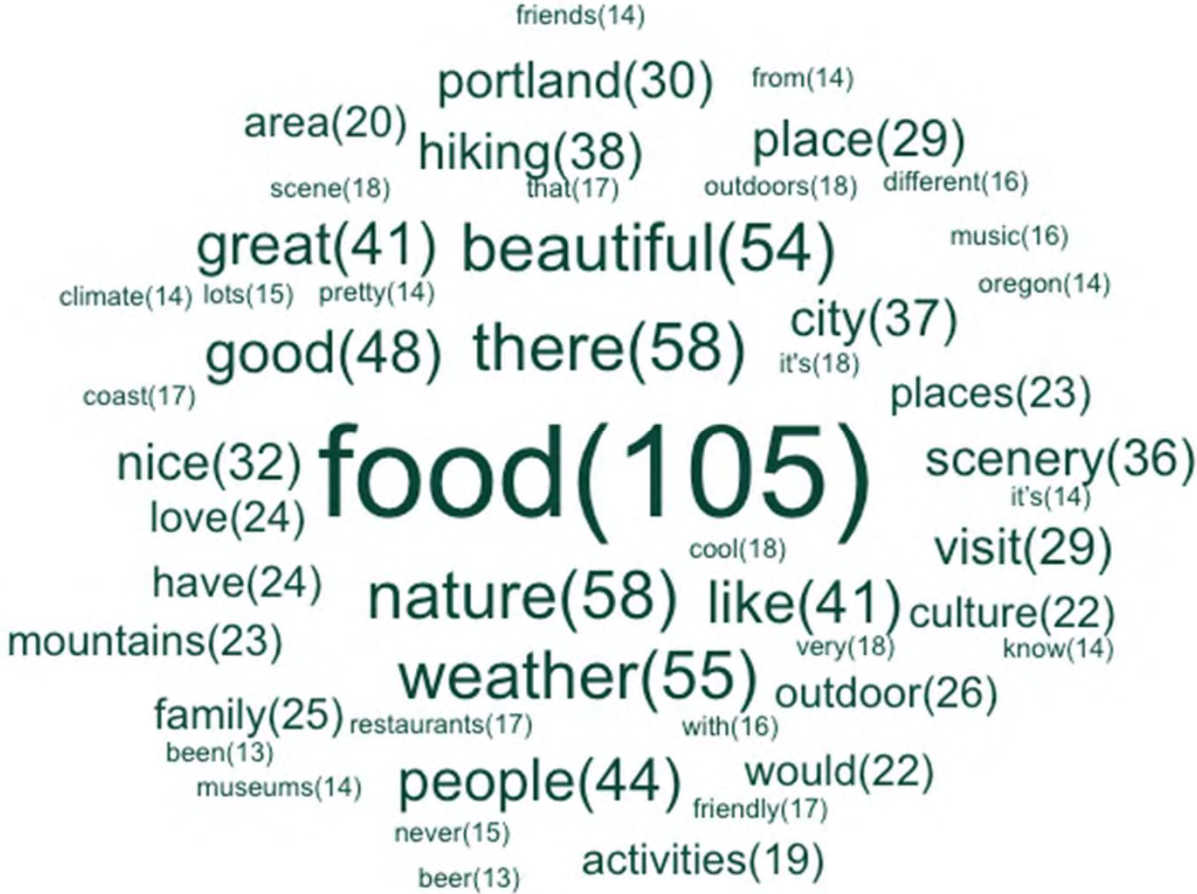 friends(14)
portland(30) from(14)
area(20) hiking(38) place(29)
scene(18) that(17) outdoors(18) different(16)
great(41) beautiful(54) music(16)
climate(14) lots(15) pretty(14) oregon(14)
good(48) there(58) city(37)
it's(18)
coast(17) places(23)
nice(32) food(105) scenery(36)
it's(14)
love(24)
cool(18) visit(29)
have(24) nature(58) like(41) culture(22)
mountains(23) very(18) know(14)
weather(55) outdoor(26)
family(25) restaurants(17) with(16)
been(13)
museums(14) people(44) would(22)
friendly(17)
never(15)
beer(13) activities(19)